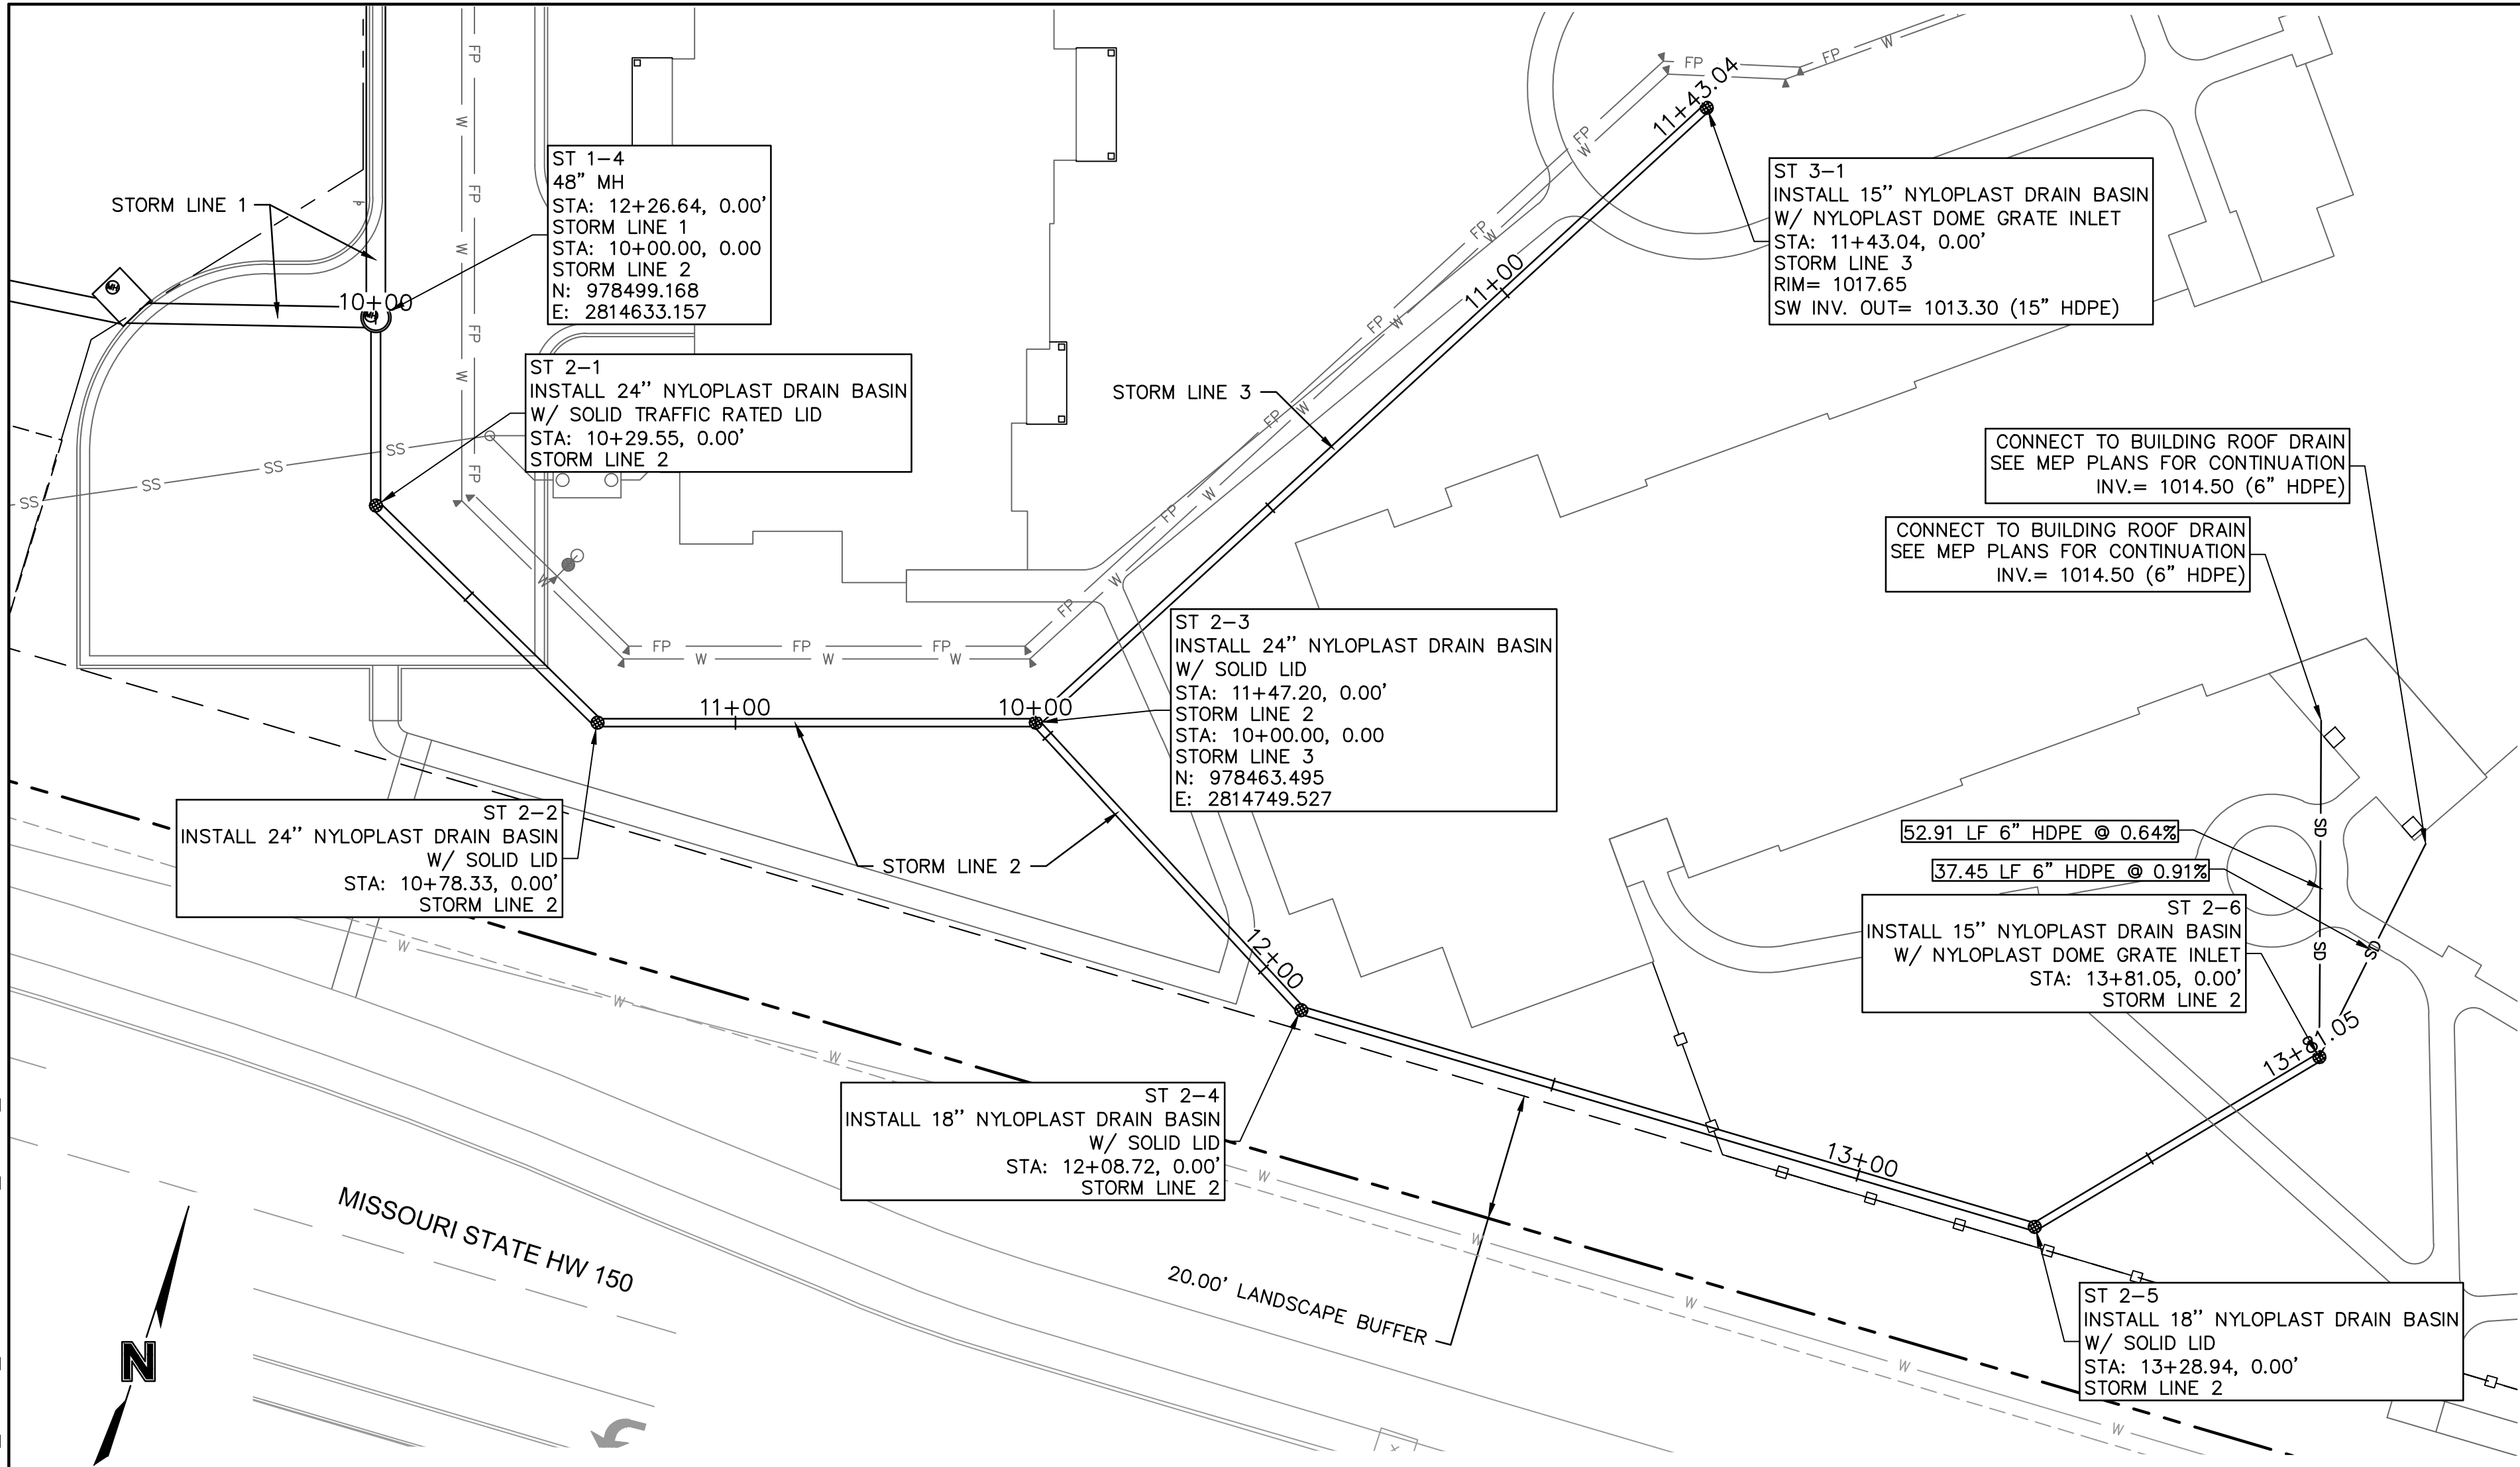 FP
FP
FP
W
11+43.04
ST 1-4
48" MH
STA: 12+26.64, 0.00'
STORM LINE 1
STA: 10+00.00, 0.00
STORM LINE 2
N: 978499.168
E: 2814633.157
STORM LINE 1
10+00
MH
MH
W
FP
W
FP
W
FP
W
FP
FP
W
FP
W
FP
W
FP
W
ST 3-1
INSTALL 15" NYLOPLAST DRAIN BASIN
W/ NYLOPLAST DOME GRATE INLET
STA: 11+43.04, 0.00'
STORM LINE 3
RIM= 1017.65
SW INV. OUT= 1013.30 (15" HDPE)
11+00
ST 2-1
INSTALL 24" NYLOPLAST DRAIN BASIN
W/ SOLID TRAFFIC RATED LID
STA: 10+29.55, 0.00'
STORM LINE 2
STORM LINE 3
SS
SS
SS
SS
W
W
FP
W
FP
CONNECT TO BUILDING ROOF DRAIN
SEE MEP PLANS FOR CONTINUATION
INV.= 1014.50 (6" HDPE)
CONNECT TO BUILDING ROOF DRAIN
SEE MEP PLANS FOR CONTINUATION
INV.= 1014.50 (6" HDPE)
FP
FP
FP
W
W
W
ST 2-3
INSTALL 24" NYLOPLAST DRAIN BASIN
W/ SOLID LID
STA: 11+47.20, 0.00'
STORM LINE 2
STA: 10+00.00, 0.00
STORM LINE 3
N: 978463.495
E: 2814749.527
11+00
10+00
ST 2-2
INSTALL 24" NYLOPLAST DRAIN BASIN
W/ SOLID LID
STA: 10+78.33, 0.00'
STORM LINE 2
STORM LINE 2
52.91 LF 6" HDPE @ 0.64%
37.45 LF 6" HDPE @ 0.91%
SD
SD
SD
ST 2-6
INSTALL 15" NYLOPLAST DRAIN BASIN
W/ NYLOPLAST DOME GRATE INLET
STA: 13+81.05, 0.00'
STORM LINE 2
12+00
13+81.05
W
W
W
ST 2-4
INSTALL 18" NYLOPLAST DRAIN BASIN
W/ SOLID LID
STA: 12+08.72, 0.00'
STORM LINE 2
13+00
W
W
W
W
W
MISSOURI STATE HW 150
20.00' LANDSCAPE BUFFER
ST 2-5
INSTALL 18" NYLOPLAST DRAIN BASIN
W/ SOLID LID
STA: 13+28.94, 0.00'
STORM LINE 2
N